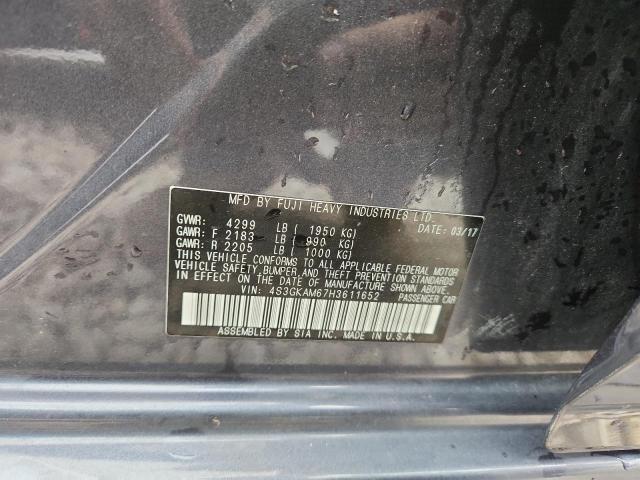 MFD BY FUJI HEAVY INDUSTRIES LTD.
GVWR: 4299 LB ( 1950 KG) DATE: 03/17
GAWR: F 2183 LB ( 990 KG)
GAWR: R 2205 LB ( 1000 KG)
THIS VEHICLE CONFORMS TO ALL APPLICABLE FEDERAL MOTOR
VEHICLE SAFETY, BUMPER, AND THEFT PREVENTION STANDARDS
IN EFFECT ON THE DATE OF MANUFACTURE SHOWN ABOVE.
VIN: 4S3GKAM67H3611652 PASSENGER CAR
ASSEMBLED BY SIA INC. IN U.S.A.